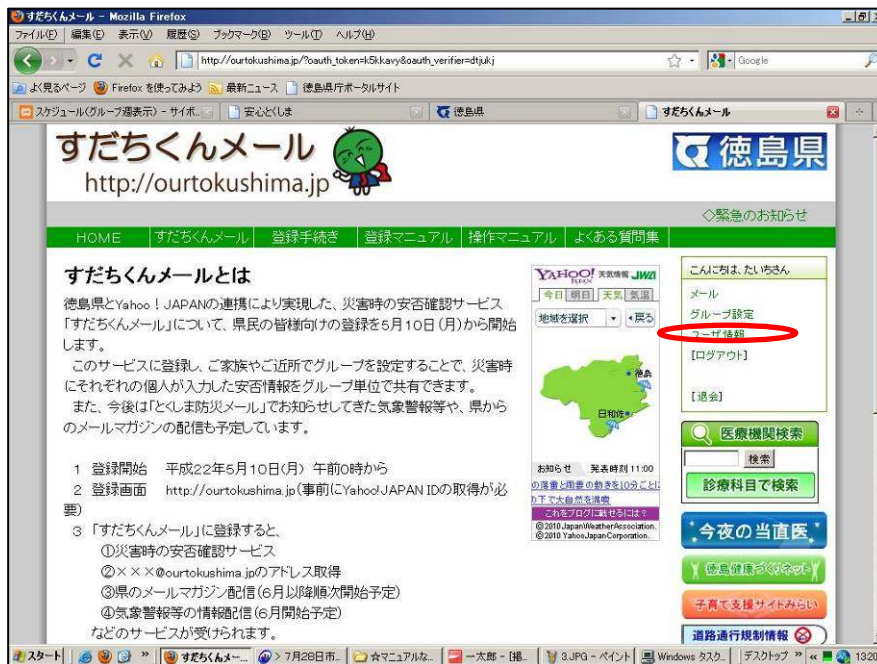 すだちくんメール - Mozilla Firefox
ファイル(F) 編集(E) 表示(V) 履歴(S) ブックマーク(B) ツール(T) ヘルプ(H)
http://ourtokushima.jp/?oauth_token=k5kkavy&oauth_verifier=dtjukj
Google
よく見るページ Firefox を使ってみよう 最新ニュース 徳島県庁ポータルサイト
スケジュール(グループ週表示) - サイボ... 安心とくしま 徳島県 すだちくんメール
すだちくんメール
http://ourtokushima.jp
徳島県
◇緊急のお知らせ
HOME すだちくんメール 登録手続き 登録マニュアル 操作マニュアル よくある質問集
すだちくんメールとは
徳島県とYahoo!JAPANの連携により実現した、災害時の安否確認サービス
「すだちくんメール」について、県民の皆様向けの登録を5月10日(月)から開始
します。
このサービスに登録し、ご家族やご近所でグループを設定することで、災害時
にそれぞれの個人が入力した安否情報をグループ単位で共有できます。
また、今後は「とくしま防災メール」でお知らせしてきた気象警報等や、県から
のメールマガジンの配信も予定しています。
1 登録開始 平成22年5月10日(月) 午前0時から
2 登録画面 http://ourtokushima.jp(事前にYahoo!JAPAN IDの取得が必
要)
3 「すだちくんメール」に登録すると、
①災害時の安否確認サービス
②×××@ourtokushima.jpのアドレス取得
③県のメールマガジン配信(6月以降順次開始予定)
④気象警報等の情報配信(6月開始予定)
などのサービスが受けられます。
YAHOO! JAPAN 天気情報 JWA
今日 明日 天気 気温
地域を選択 戻る
徳島
日和佐
お知らせ 発表時刻 11:00
の落雷と雨雲の動きを10分ごとに
の下で大自然を満喫
これをブログに載せるには?
©2010 JapanWeatherAssociation.
©2010 YahooJapanCorporation.
こんにちは、たいちさん
メール
グループ設定
ユーザ情報
[ログアウト]
[退会]
医療機関検索
検索
診療科目で検索
今夜の当直医
徳島健康づくりネット
子育て支援サイトみらい
道路通行規制情報
スタート すだちくんメー... 7月28日市... ☆マニュアルな... 一太郎 - [掲... 3.JPG - ペイント Windows タスク... デスクトップ 13:20